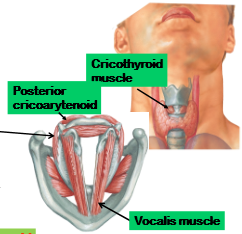 Cricothyroid
muscle
Posterior
cricoarytenoid
Vocalis muscle